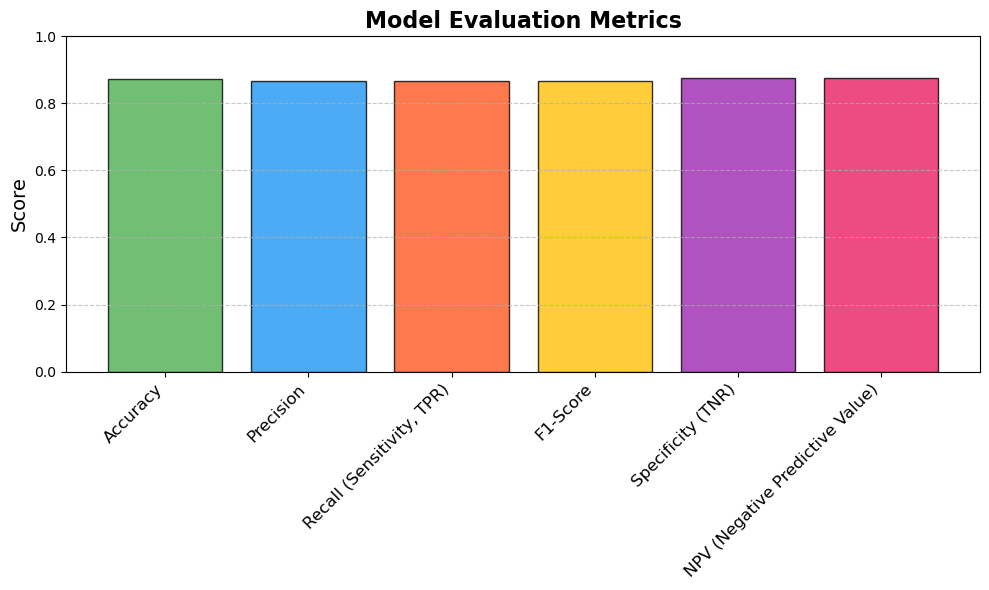 Model Evaluation Metrics
Score
1.0
0.8
0.6
0.4
0.2
0.0
Accuracy
Precision
Recall (Sensitivity, TPR)
F1-Score
Specificity (TNR)
NPV (Negative Predictive Value)